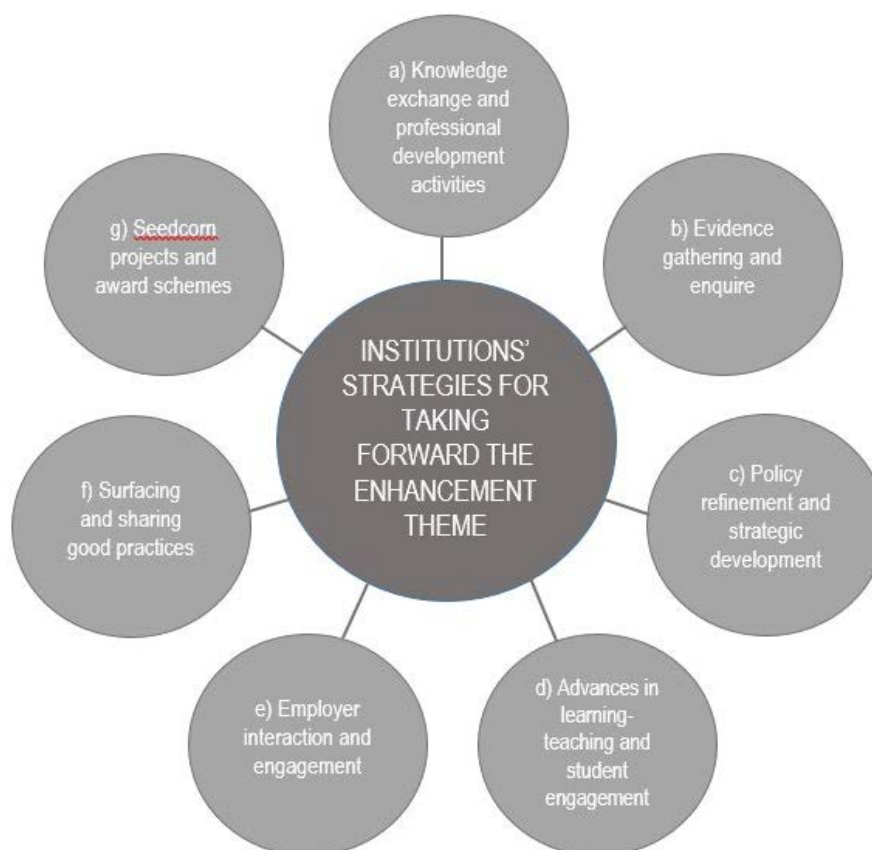 a) Knowledge
exchange and
professional
development
activities
b) Evidence
gathering and
enquire
c) Policy
refinement and
strategic
development
d) Advances in
learning-
teaching and
student
engagement
e) Employer
interaction and
engagement
f) Surfacing
and sharing
good practices
g) Seedcorn
projects and
award schemes
INSTITUTIONS’
STRATEGIES FOR
TAKING
FORWARD THE
ENHANCEMENT
THEME